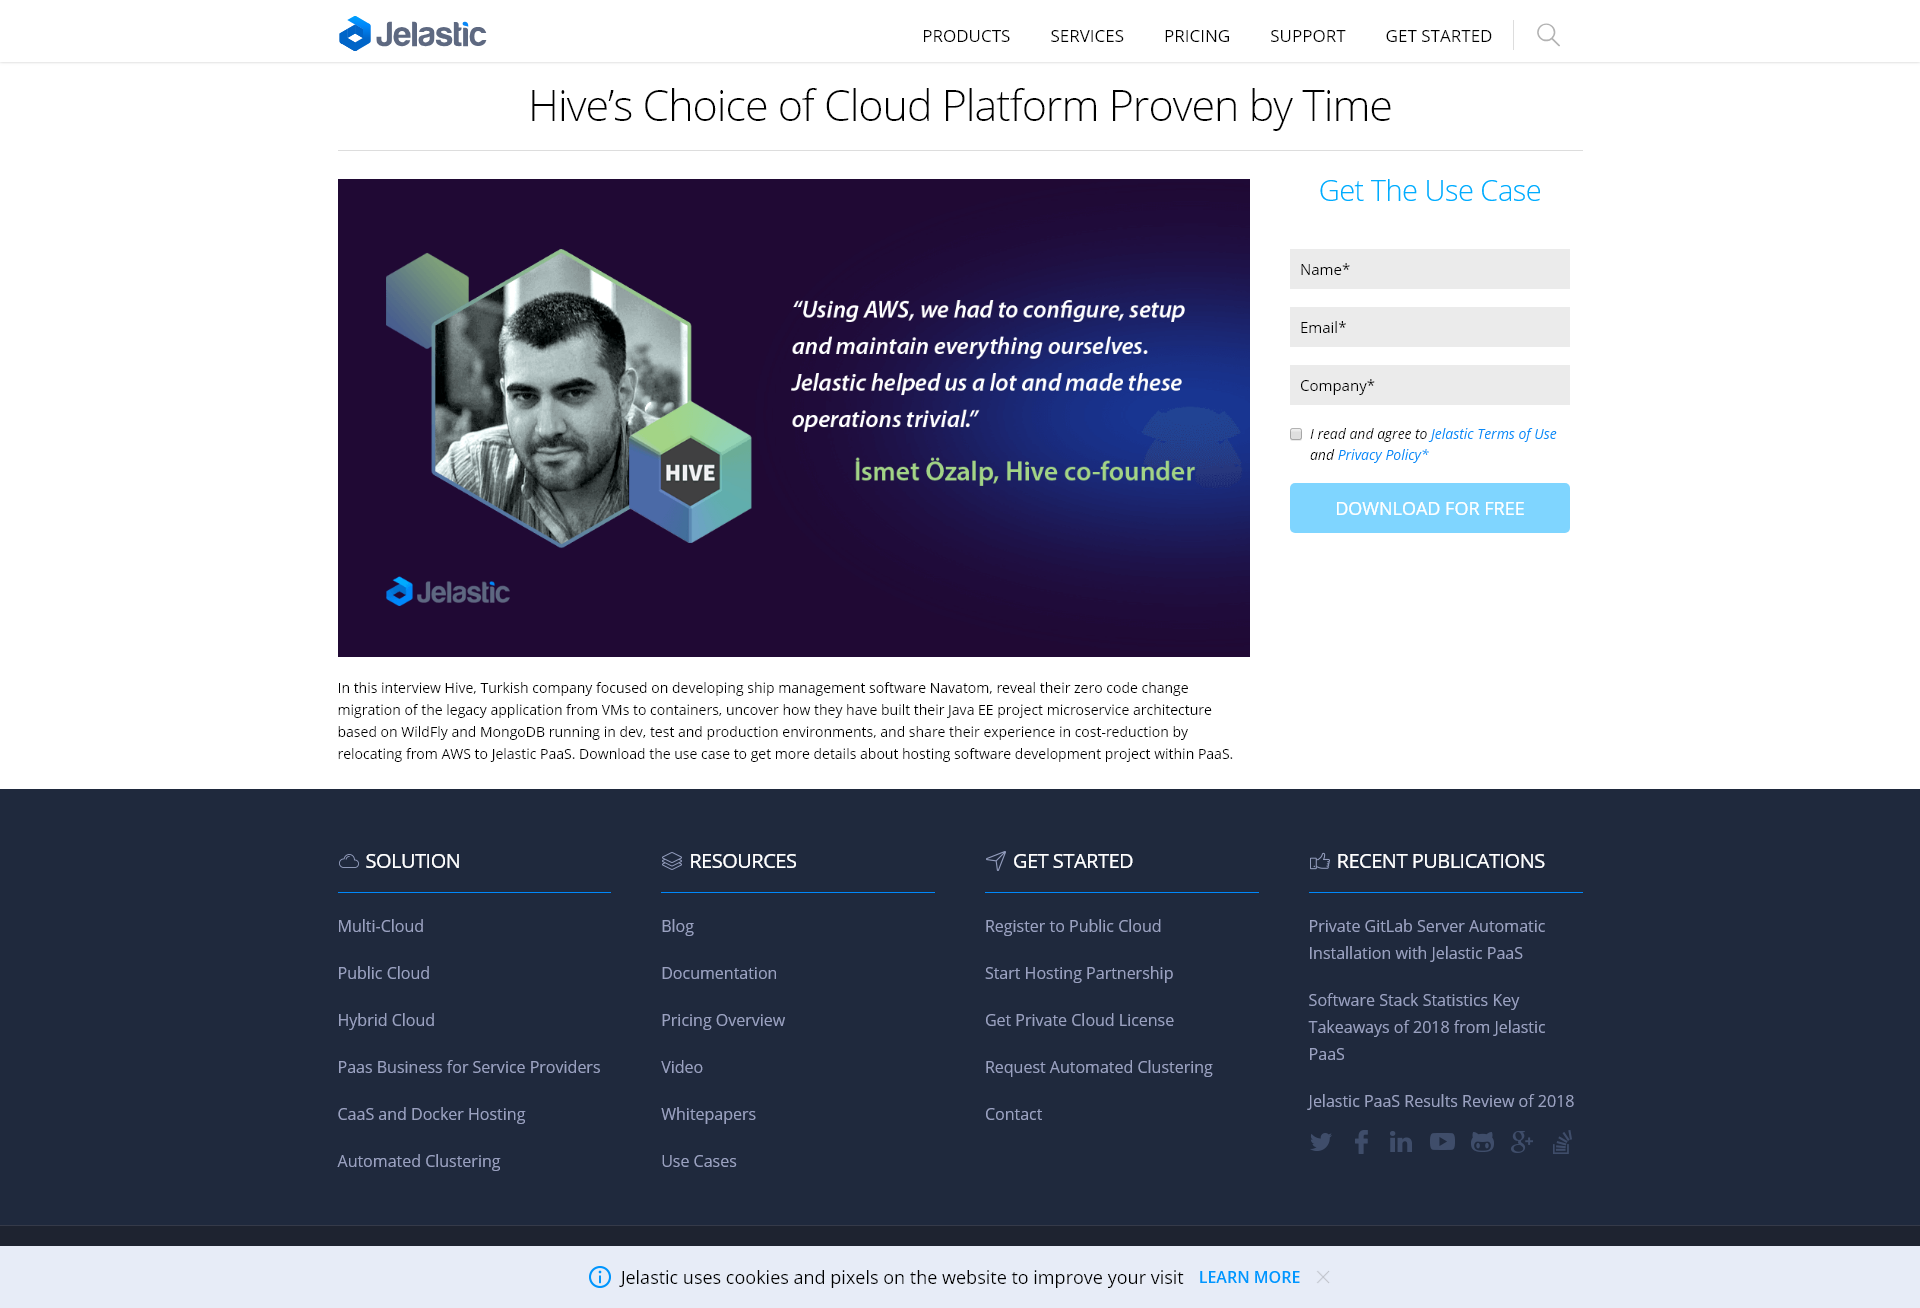 Jelastic
PRODUCTS
SERVICES
PRICING
SUPPORT
GET STARTED
Hive's Choice of Cloud Platform Proven by Time
“Using AWS, we had to configure, setup
and maintain everything ourselves.
Jelastic helped us a lot and made these
operations trivial.”
İsmet Özalp, Hive co-founder
HIVE
Jelastic
Get The Use Case
Name*
Email*
Company*
I read and agree to Jelastic Terms of Use
and Privacy Policy*
DOWNLOAD FOR FREE
In this interview Hive, Turkish company focused on developing ship management software Navatom, reveal their zero code change
migration of the legacy application from VMs to containers, uncover how they have built their Java EE project microservice architecture
based on WildFly and MongoDB running in dev, test and production environments, and share their experience in cost-reduction by
relocating from AWS to Jelastic PaaS. Download the use case to get more details about hosting software development project within PaaS.
SOLUTION
Multi-Cloud
Public Cloud
Hybrid Cloud
Paas Business for Service Providers
CaaS and Docker Hosting
Automated Clustering
RESOURCES
Blog
Documentation
Pricing Overview
Video
Whitepapers
Use Cases
GET STARTED
Register to Public Cloud
Start Hosting Partnership
Get Private Cloud License
Request Automated Clustering
Contact
RECENT PUBLICATIONS
Private GitLab Server Automatic
Installation with Jelastic PaaS
Software Stack Statistics Key
Takeaways of 2018 from Jelastic
PaaS
Jelastic PaaS Results Review of 2018
Jelastic uses cookies and pixels on the website to improve your visit
LEARN MORE